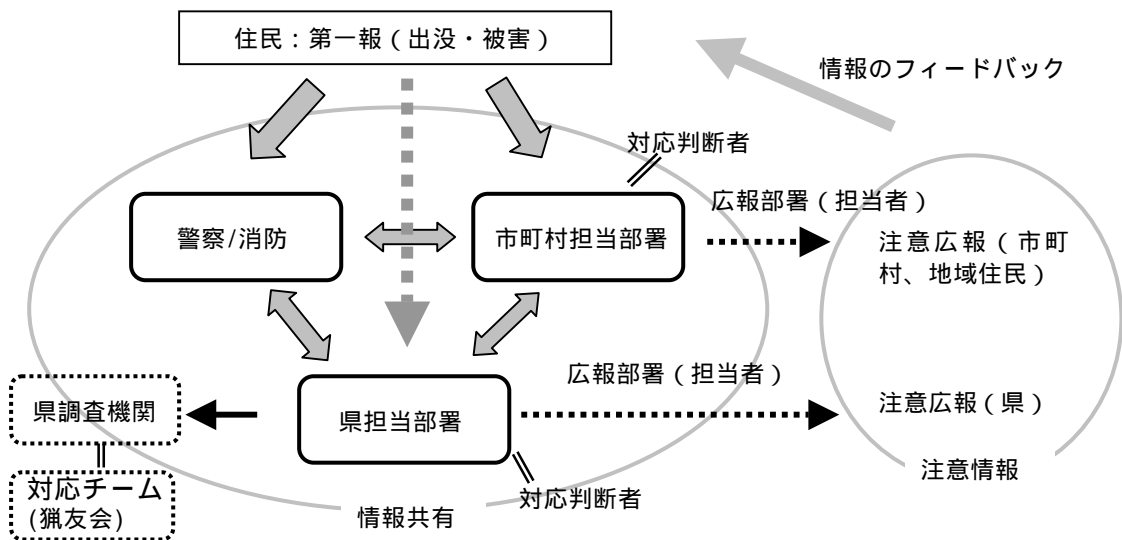 住民：第一報（出没・被害）
情報のフィードバック
対応判断者
広報部署（担当者）
警察/消防
市町村担当部署
注意広報（市町
村、地域住民）
広報部署（担当者）
県調査機関
県担当部署
注意広報（県）
注意情報
対応チーム
(猟友会)
対応判断者
情報共有